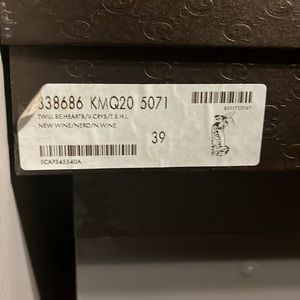 338686 KMQ20 5071
TWILL SE.HEARTB/V.CRYS/T.S.H.L
NEW WINE/NERO/N.WINE
39